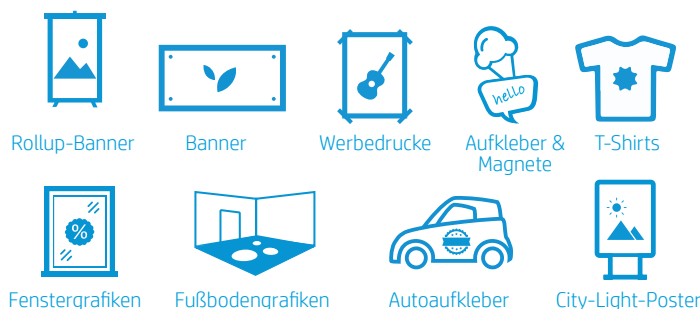 hello
Rollup-Banner
Banner
Werbedrucke
Aufkleber &
Magnete
T-Shirts
%
Fenstergrafiken
Fußbodengrafiken
Autoaufkleber
City-Light-Poster